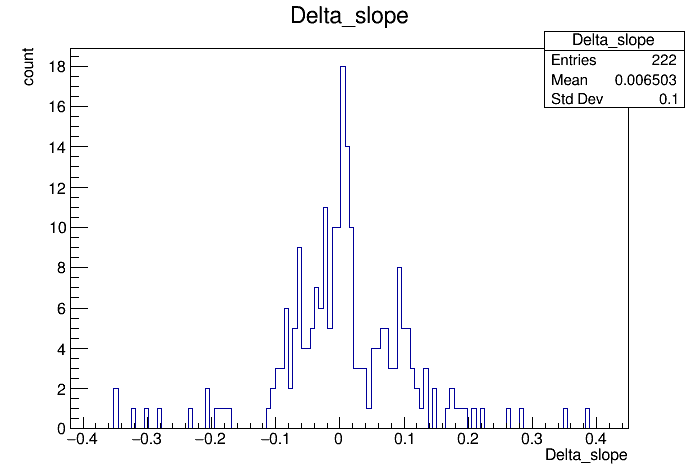 Delta_slope
Delta_slope
Entries 222
Mean 0.006503
Std Dev 0.1
count
18
16
14
12
10
8
6
4
2
0
−0.4 −0.3 −0.2 −0.1 0 0.1 0.2 0.3 0.4
Delta_slope